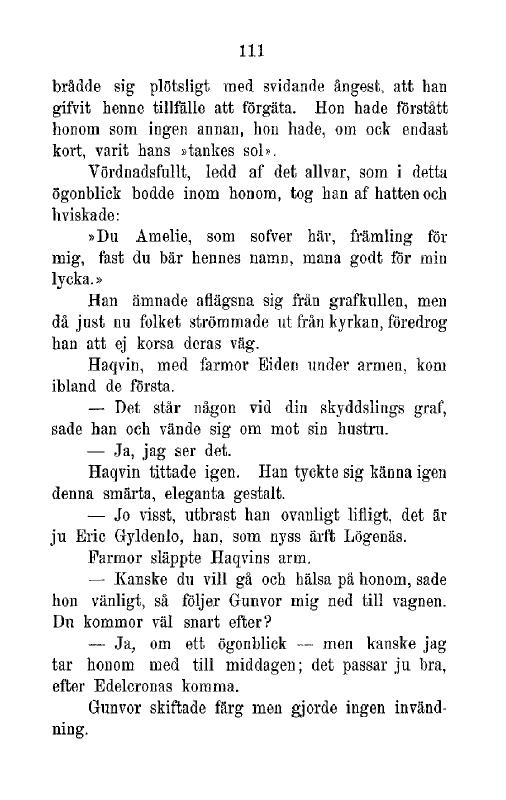 111
brådde sig plötsligt med svidande ångest, att han
gifvit henne tillfälle att förgäta. Hon hade förstått
honom som ingen annan, hon hade, om ock endast
kort, varit hans »tankes sol».
Vördnadsfullt, ledd af det allvar, som i detta
ögonblick bodde inom honom, tog han af hatten och
hviskade:
»Du Amelie, som sofver här, främling för
mig, fast du bär hennes namn, mana godt för min
lycka.»
Han ämnade aflägsna sig från grafkullen, men
då just nu folket strömmade ut från kyrkan, föredrog
han att ej korsa deras väg.
Haqvin, med farmor Eiden under armen, kom
ibland de första.
— Det står någon vid din skyddslings graf,
sade han och vände sig om mot sin hustru.
— Ja, jag ser det.
Haqvin tittade igen. Han tyckte sig känna igen
denna smärta, eleganta gestalt.
— Jo visst, utbrast han ovanligt lifligt, det är
ju Eric Gyldenlo, han, som nyss ärft Lögenäs.
Farmor släppte Haqvins arm.
— Kanske du vill gå och hälsa på honom, sade
hon vänligt, så följer Gunvor mig ned till vagnen.
Du kommer väl snart efter?
— Ja, om ett ögonblick — men kanske jag
tar honom med till middagen; det passar ju bra,
efter Edelcronas komma.
Gunvor skiftade färg men gjorde ingen invänd-
ning.